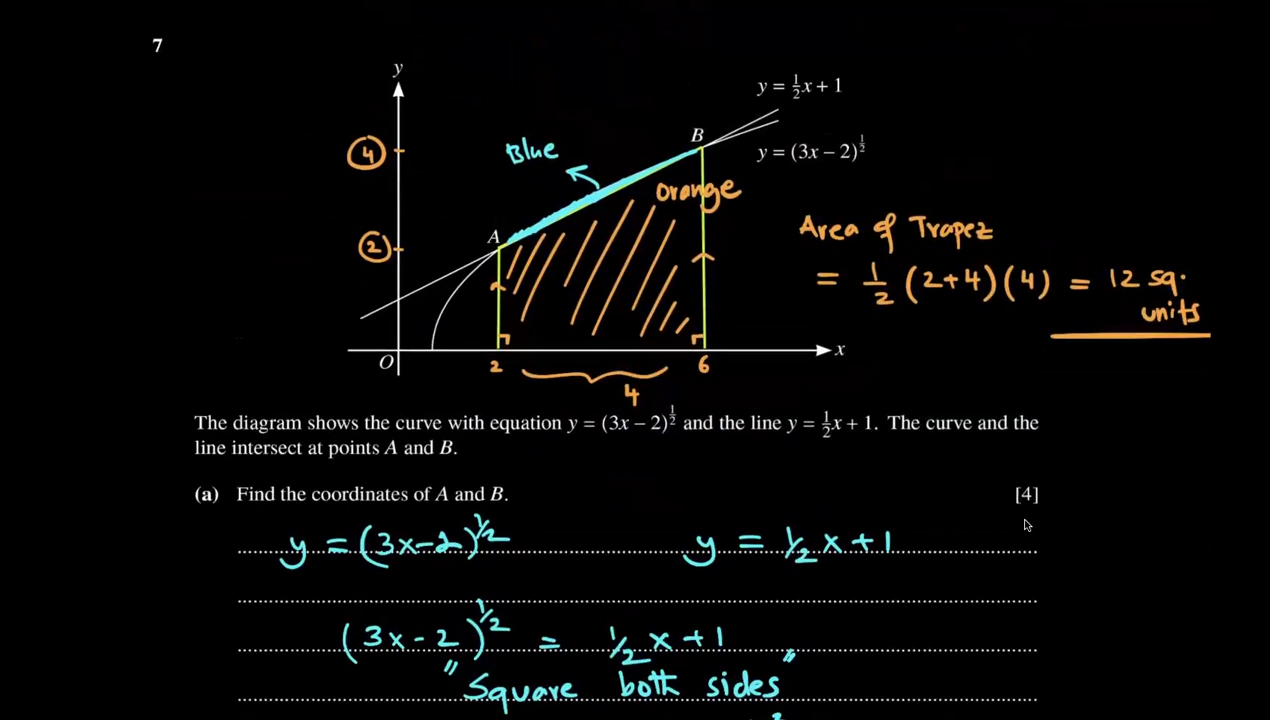 7
y
y = 1/2x + 1
B
4
Blue
y = (3x – 2)^1/2
Orange
A
2
Area of Trapez
= 1/2 (2+4)(4) = 12 sq.
units
O
2
6
x
4
The diagram shows the curve with equation y = (3x – 2)^1/2 and the line y = 1/2x + 1. The curve and the
line intersect at points A and B.
(a) Find the coordinates of A and B. [4]
y = (3x-2)^1/2 y = 1/2 x + 1
(3x - 2)^1/2 = 1/2 x + 1
"Square both sides"